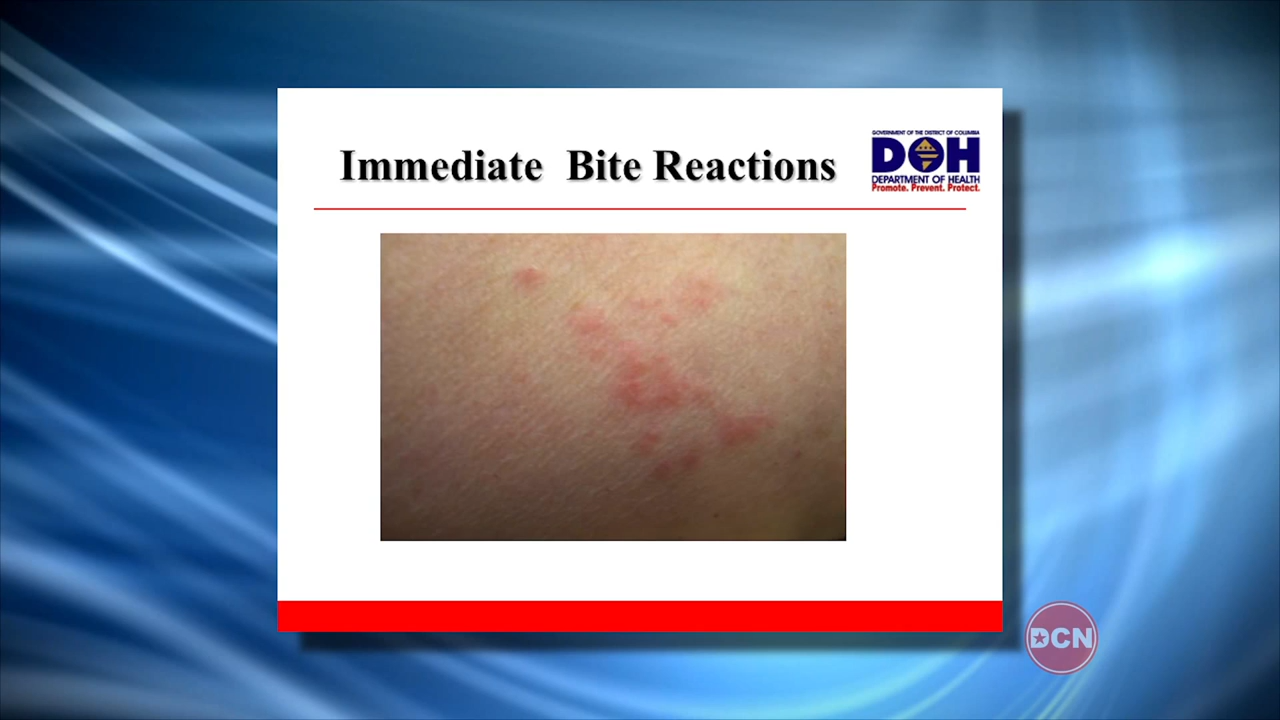 Immediate  Bite Reactions
GOVERNMENT OF THE DISTRICT OF COLUMBIA
DOH
DEPARTMENT OF HEALTH
Promote. Prevent. Protect.
DCN